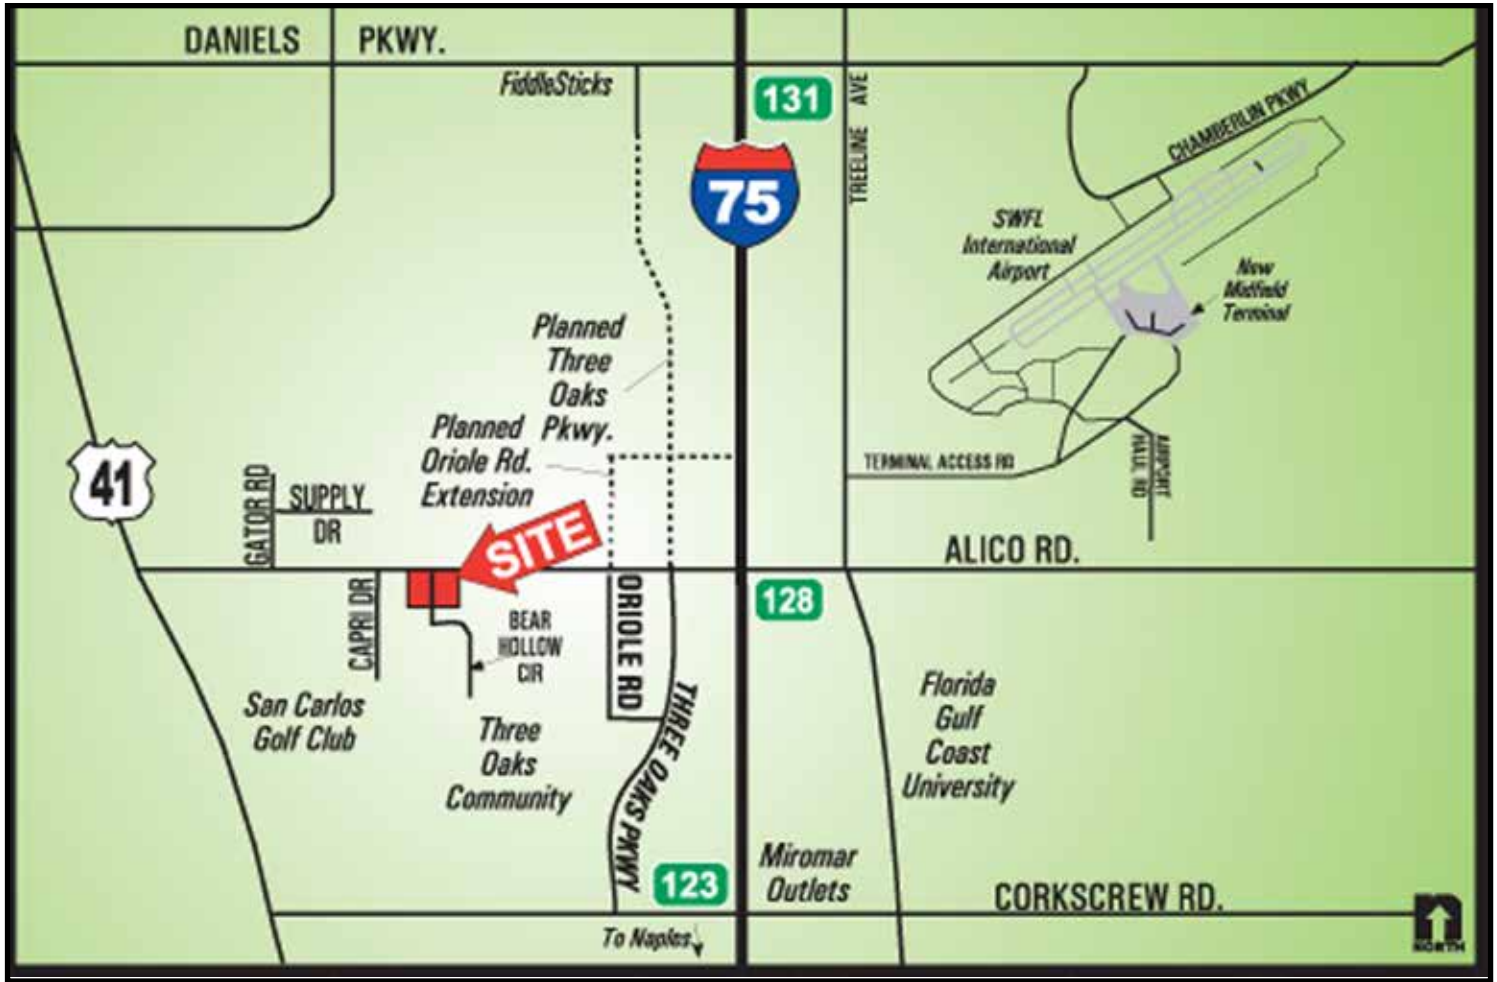 DANIELS PKWY.
FiddleSticks
131
TREELINE AVE
CHAMBERLIN PKWY
75
SWFL
International
Airport
New
Midfield
Terminal
Planned
Three
Oaks
Pkwy.
Planned
Oriole Rd.
Extension
41
GATOR RD
SUPPLY
DR
SITE
TERMINAL ACCESS RD
AIRPORT
HAUL RD
ALICO RD.
128
CAPRI DR
BEAR
HOLLOW
CIR
ORIOLE RD
THREE OAKS PKWY
San Carlos
Golf Club
Three
Oaks
Community
Florida
Gulf
Coast
University
123
Miromar
Outlets
CORKSCREW RD.
To Naples
n
NORTH